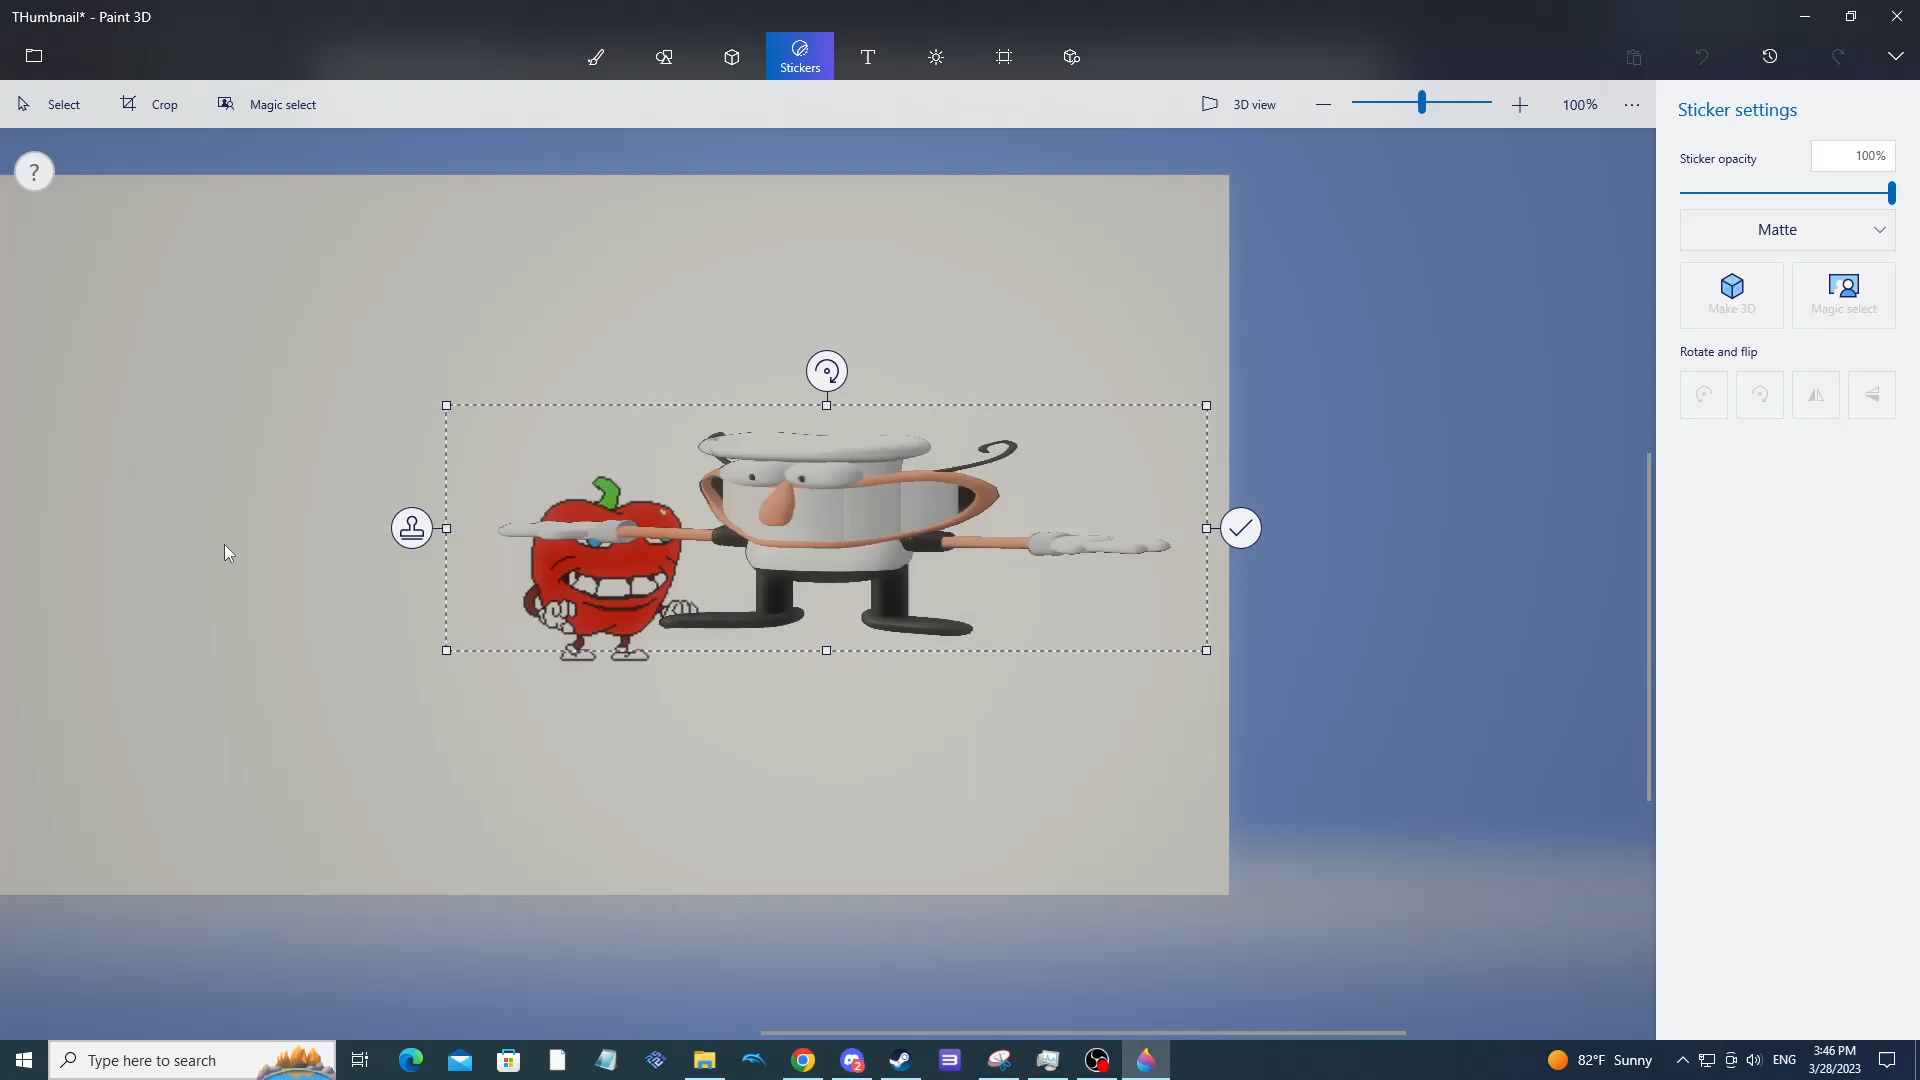 THumbnail* - Paint 3D
Stickers
Select
Crop
Magic select
3D view
100%
Sticker settings
Sticker opacity
100%
Matte
Make 3D
Magic select
Rotate and flip
?
Type here to search
2
82°F Sunny
ENG
3:46 PM
3/28/2023